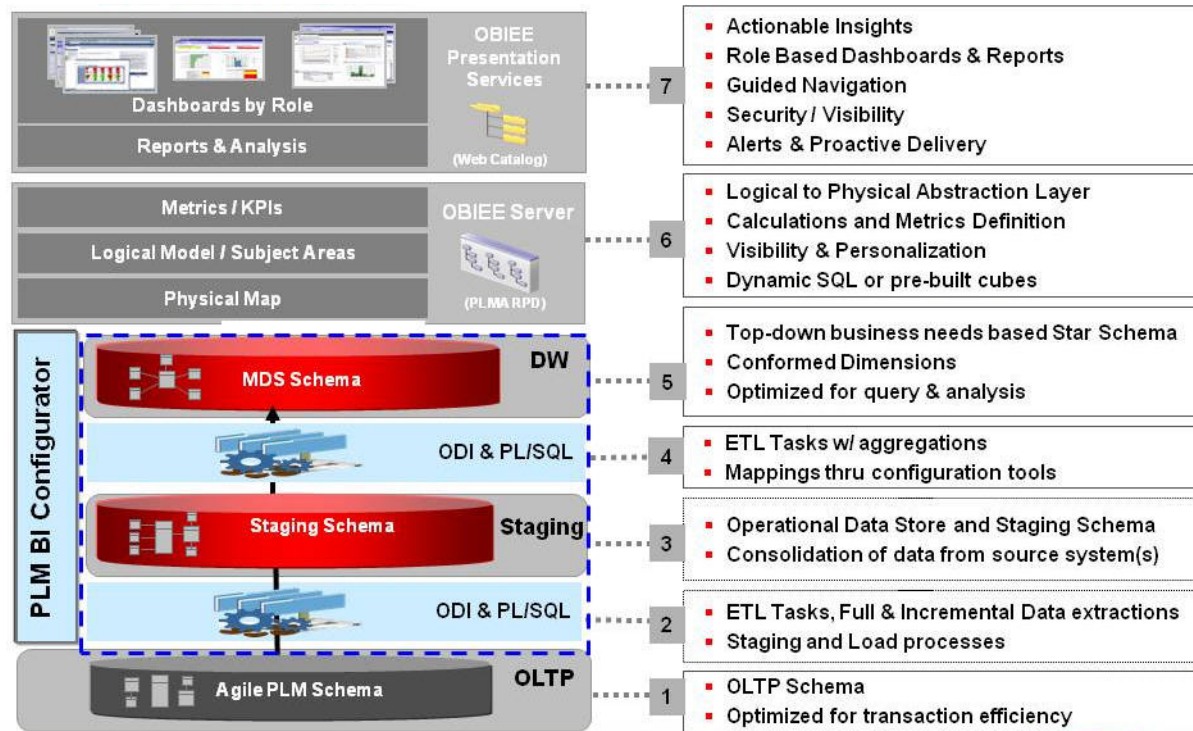 Dashboards by Role
Reports & Analysis
OBIEE
Presentation
Services
(Web Catalog)
7
Actionable Insights
Role Based Dashboards & Reports
Guided Navigation
Security / Visibility
Alerts & Proactive Delivery
Metrics / KPIs
Logical Model / Subject Areas
Physical Map
OBIEE Server
(PLMA RPD)
6
Logical to Physical Abstraction Layer
Calculations and Metrics Definition
Visibility & Personalization
Dynamic SQL or pre-built cubes
PLM BI Configurator
MDS Schema
DW
5
Top-down business needs based Star Schema
Conformed Dimensions
Optimized for query & analysis
ODI & PL/SQL
4
ETL Tasks w/ aggregations
Mappings thru configuration tools
Staging Schema
Staging
3
Operational Data Store and Staging Schema
Consolidation of data from source system(s)
ODI & PL/SQL
2
ETL Tasks, Full & Incremental Data extractions
Staging and Load processes
Agile PLM Schema
OLTP
1
OLTP Schema
Optimized for transaction efficiency